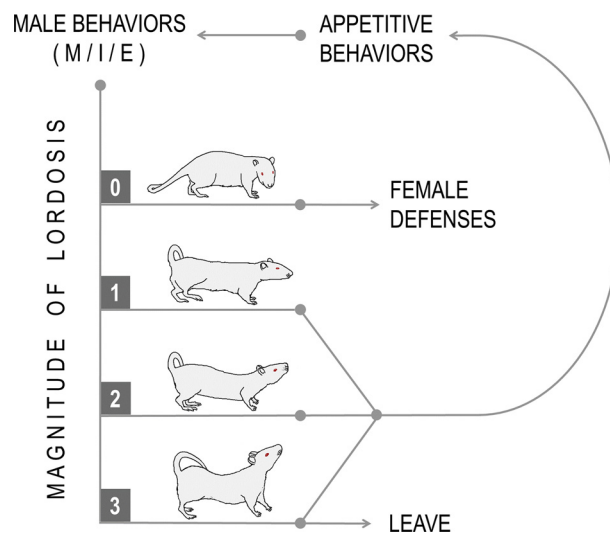 MALE BEHAVIORS
( M / I / E )
APPETITIVE
BEHAVIORS
MAGNITUDE OF LORDOSIS
0
FEMALE
DEFENSES
1
2
3
LEAVE